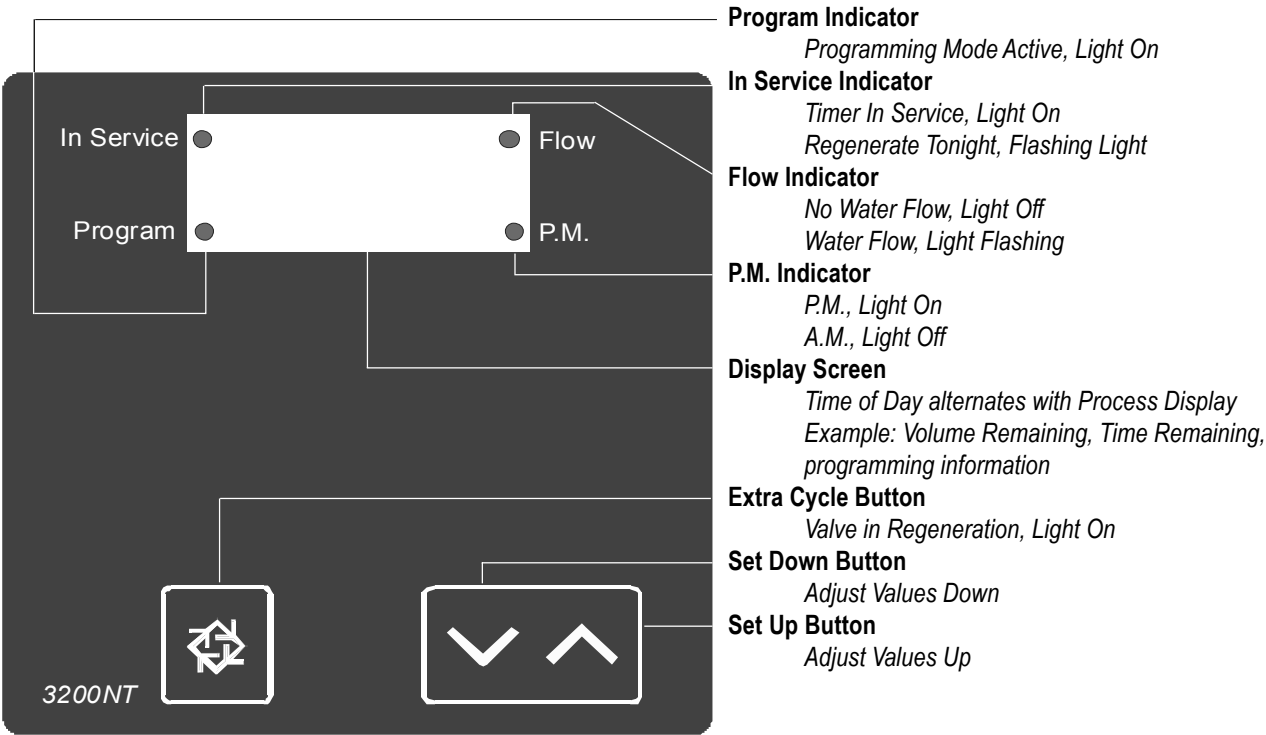 Program Indicator
Programming Mode Active, Light On
In Service Indicator
Timer In Service, Light On
Regenerate Tonight, Flashing Light
Flow Indicator
No Water Flow, Light Off
Water Flow, Light Flashing
P.M. Indicator
P.M., Light On
A.M., Light Off
Display Screen
Time of Day alternates with Process Display
Example: Volume Remaining, Time Remaining,
programming information
Extra Cycle Button
Valve in Regeneration, Light On
Set Down Button
Adjust Values Down
Set Up Button
Adjust Values Up
In Service
Flow
Program
P.M.
3200NT